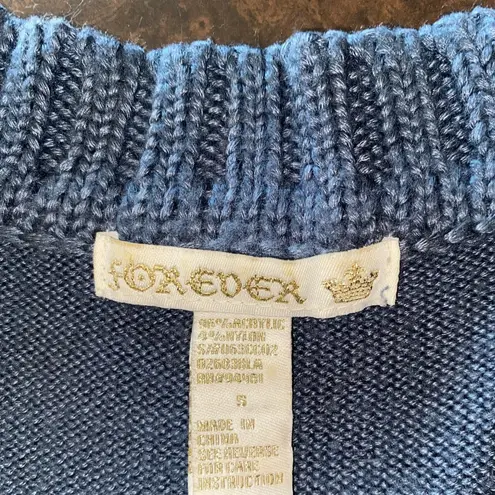 FOREVER
96% ACRYLIC
4% NYLON
S
MADE IN
CHINA
SEE REVERSE
FOR CARE
INSTRUCTION